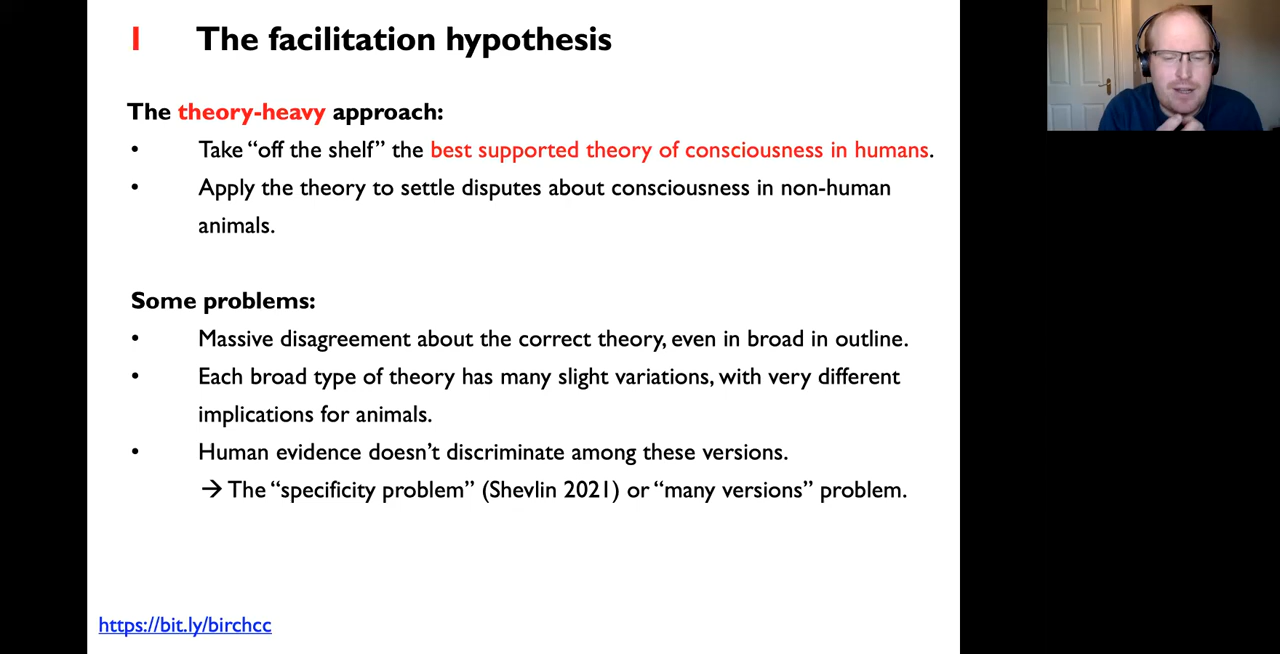 1 The facilitation hypothesis
The theory-heavy approach:
• Take “off the shelf” the best supported theory of consciousness in humans.
• Apply the theory to settle disputes about consciousness in non-human
animals.
Some problems:
• Massive disagreement about the correct theory, even in broad in outline.
• Each broad type of theory has many slight variations, with very different
implications for animals.
• Human evidence doesn’t discriminate among these versions.
→ The “specificity problem” (Shevlin 2021) or “many versions” problem.
https://bit.ly/birchcc